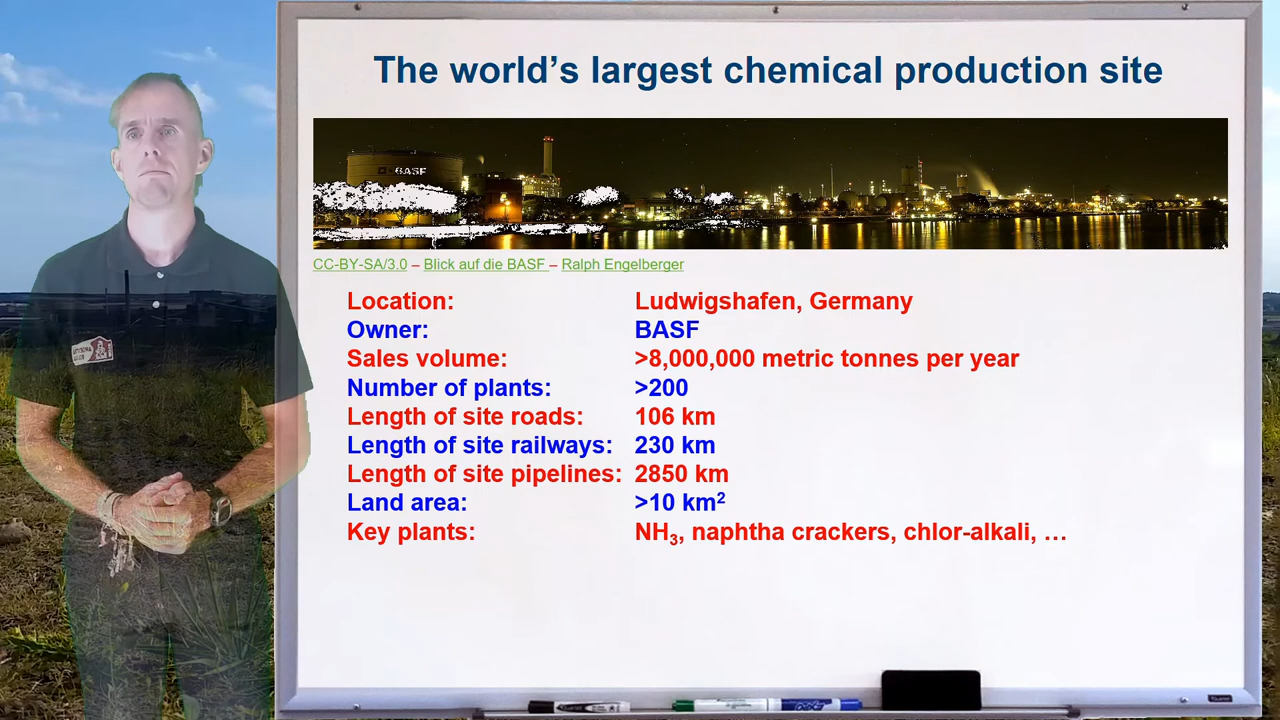 The world's largest chemical production site
BASF
CC-BY-SA/3.0 – Blick auf die BASF – Ralph Engelberger
Location: Ludwigshafen, Germany
Owner: BASF
Sales volume: >8,000,000 metric tonnes per year
Number of plants: >200
Length of site roads: 106 km
Length of site railways: 230 km
Length of site pipelines: 2850 km
Land area: >10 km²
Key plants: NH₃, naphtha crackers, chlor-alkali, …